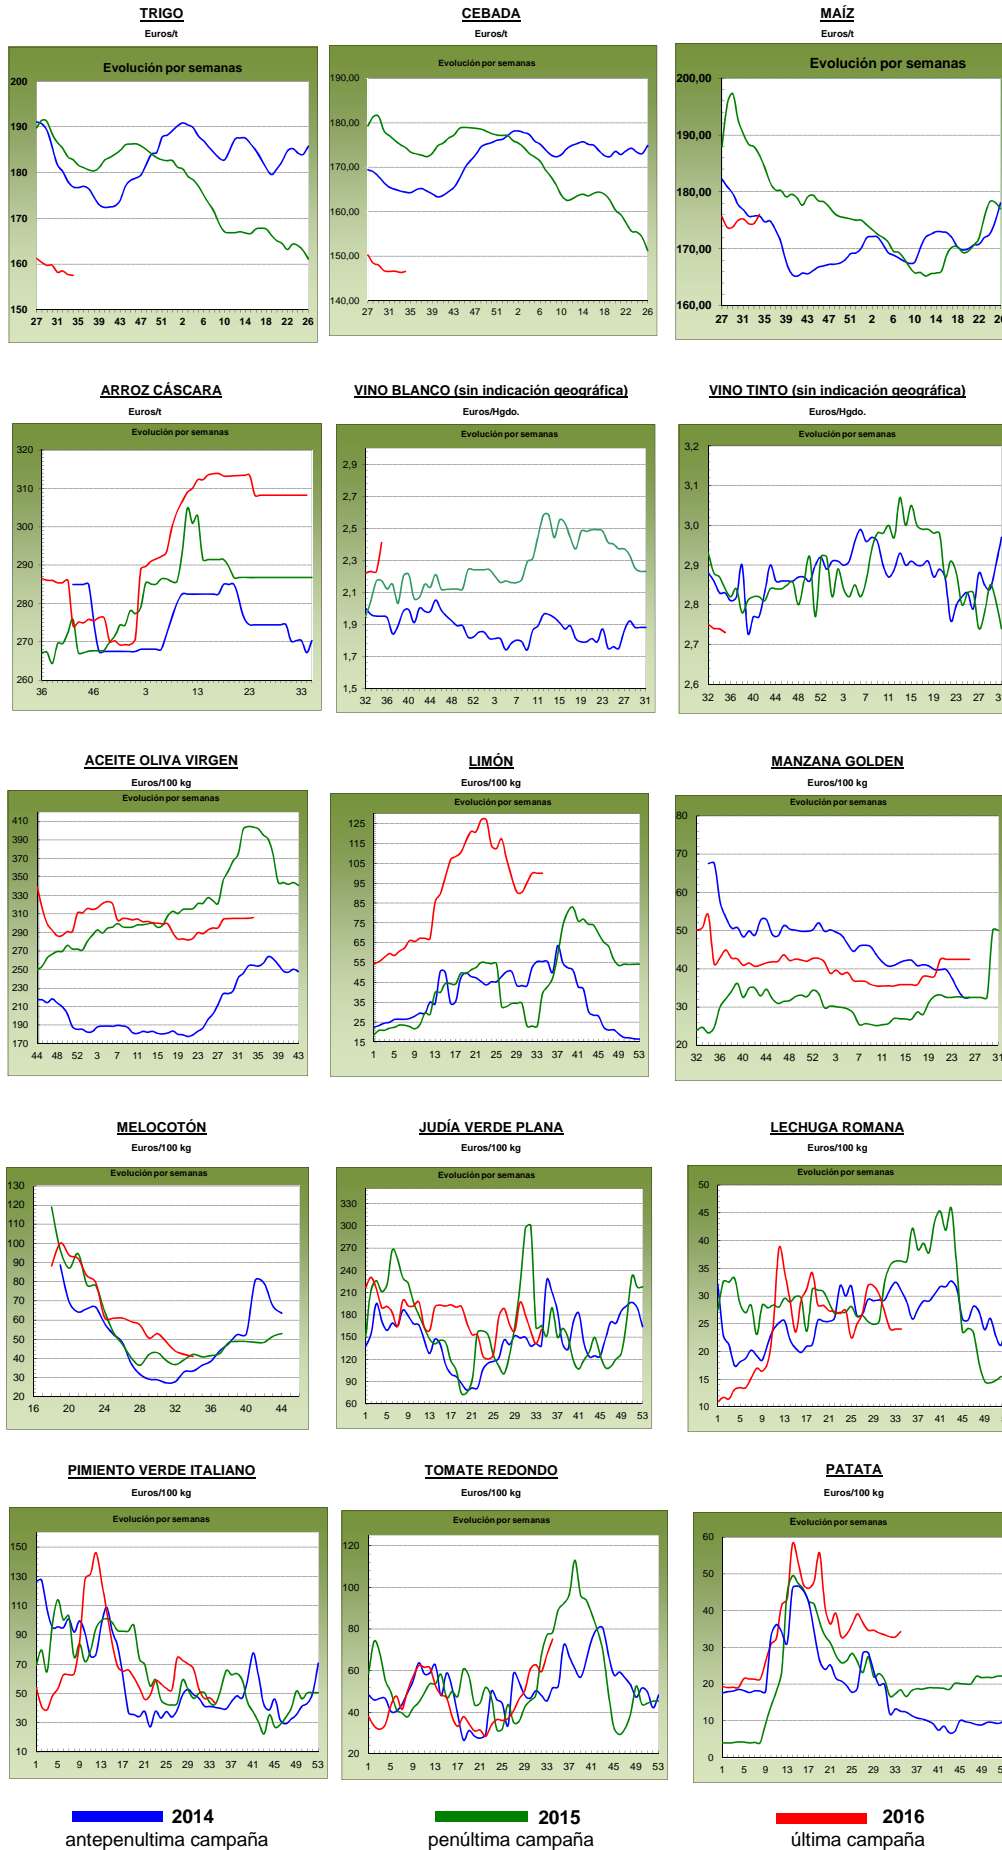 TRIGO
Euros/t
Evolución por semanas
200
190
180
170
160
150
27 31 35 39 43 47 51 2 6 10 14 18 22 26
CEBADA
Euros/t
Evolución por semanas
190,00
180,00
170,00
160,00
150,00
140,00
27 31 35 39 43 47 51 2 6 10 14 18 22 26
MAÍZ
Euros/t
Evolución por semanas
200,00
190,00
180,00
170,00
160,00
27 31 35 39 43 47 51 2 6 10 14 18 22 26
ARROZ CÁSCARA
Euros/t
Evolución por semanas
320
310
300
290
280
270
260
36 46 3 13 23 33
VINO BLANCO (sin indicación geográfica)
Euros/Hgdo.
Evolución por semanas
2,9
2,7
2,5
2,3
2,1
1,9
1,7
1,5
32 36 40 44 48 52 3 7 11 15 19 23 27 31
VINO TINTO (sin indicación geográfica)
Euros/Hgdo.
Evolución por semanas
3,2
3,1
3,0
2,9
2,8
2,7
2,6
32 36 40 44 48 52 3 7 11 15 19 23 27
ACEITE OLIVA VIRGEN
Euros/100 kg
Evolución por semanas
410
390
370
350
330
310
290
270
250
230
210
190
170
44 48 52 3 7 11 15 19 23 27 31 35 39 43
LIMÓN
Euros/100 kg
Evolución por semanas
125
115
105
95
85
75
65
55
45
35
25
15
1 5 9 13 17 21 25 29 33 37 41 45 49 53
MANZANA GOLDEN
Euros/100 kg
Evolución por semanas
80
70
60
50
40
30
20
32 36 40 44 48 52 3 7 11 15 19 23 27 31
MELOCOTÓN
Euros/100 kg
Evolución por semanas
130
120
110
100
90
80
70
60
50
40
30
20
16 20 24 28 32 36 40 44
JUDÍA VERDE PLANA
Euros/100 kg
Evolución por semanas
330
300
270
240
210
180
150
120
90
60
1 5 9 13 17 21 25 29 33 37 41 45 49 53
LECHUGA ROMANA
Euros/100 kg
Evolución por semanas
50
45
40
35
30
25
20
15
10
1 5 9 13 17 21 25 29 33 37 41 45 49
PIMIENTO VERDE ITALIANO
Euros/100 kg
Evolución por semanas
150
130
110
90
70
50
30
10
1 5 9 13 17 21 25 29 33 37 41 45 49 53
TOMATE REDONDO
Euros/100 kg
Evolución por semanas
120
100
80
60
40
20
1 5 9 13 17 21 25 29 33 37 41 45 49 53
PATATA
Euros/100 kg
Evolución por semanas
60
50
40
30
20
10
0
1 5 9 13 17 21 25 29 33 37 41 45 49
2014
antepenultima campaña
2015
penúltima campaña
2016
última campaña